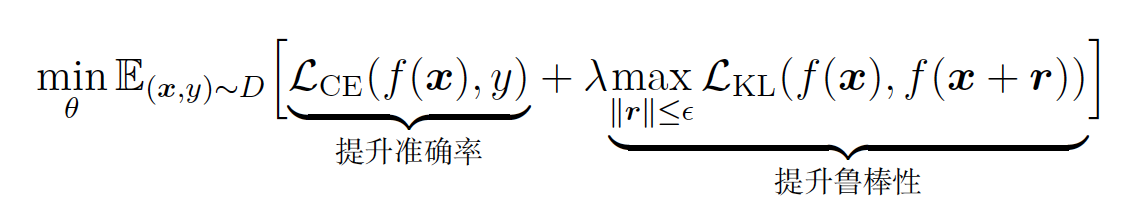 min_θ 𝔼_{(x,y)∼D} [ ℒ_CE(f(x), y) + λ max_{‖r‖≤ϵ} ℒ_KL(f(x), f(x + r)) ]
提升准确率
提升鲁棒性